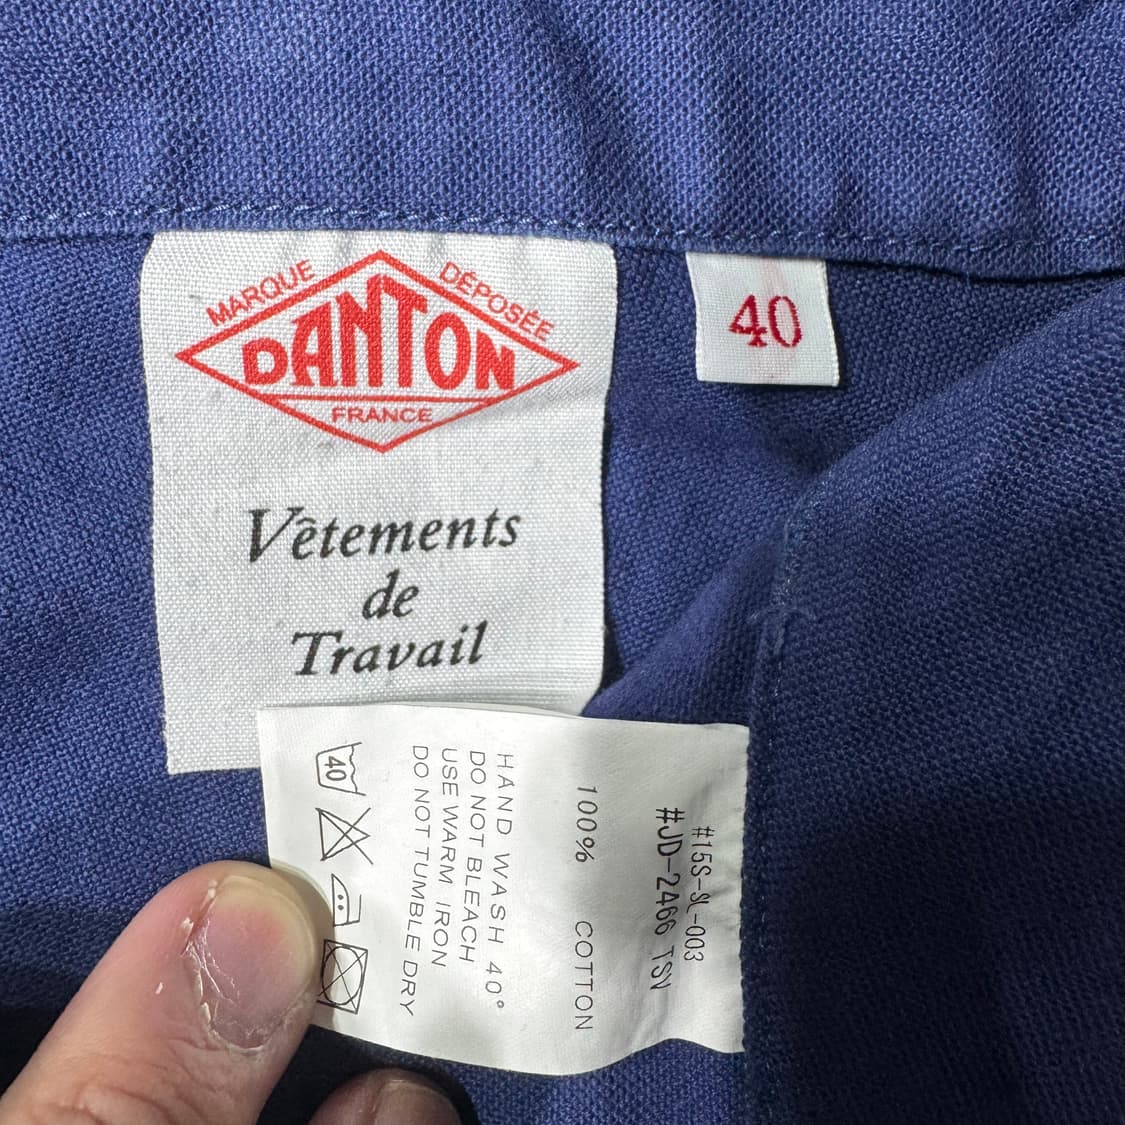 MARQUE DÉPOSÉE
DANTON
FRANCE
Vêtements
de
Travail
40
#15S-SL-003
#JD-2466 TSV
100% COTTON
HAND WASH 40°
DO NOT BLEACH
USE WARM IRON
DO NOT TUMBLE DRY
40